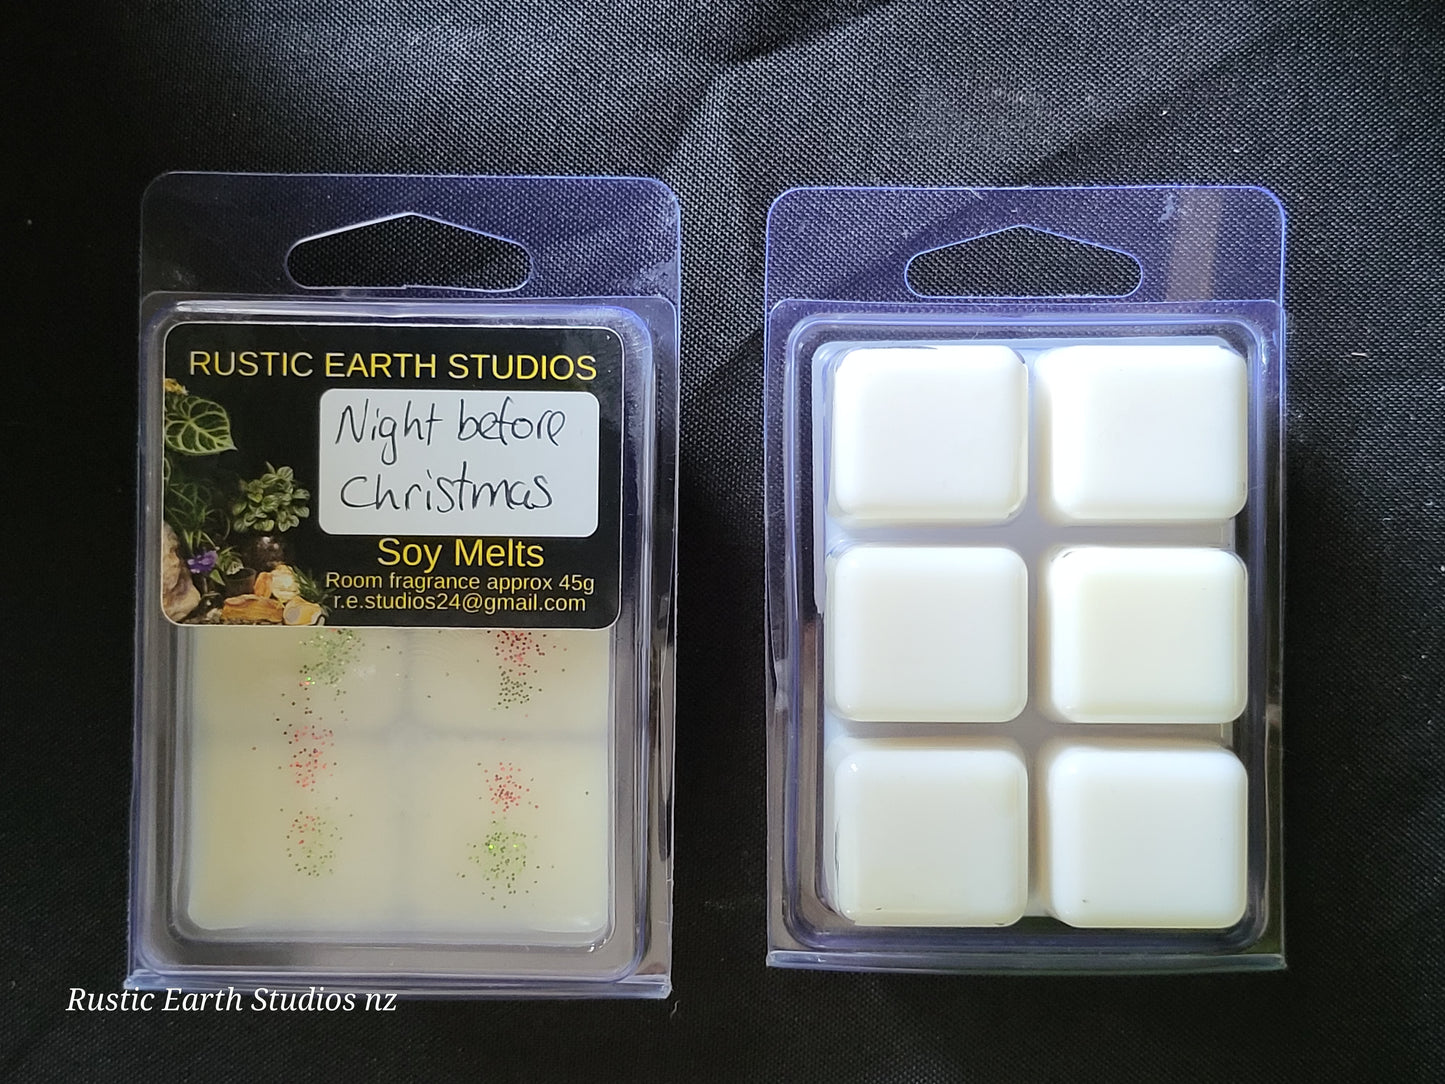 RUSTIC EARTH STUDIOS
Night before
Christmas
Soy Melts
Room fragrance approx 45g
r.e.studios24@gmail.com
Rustic Earth Studios nz